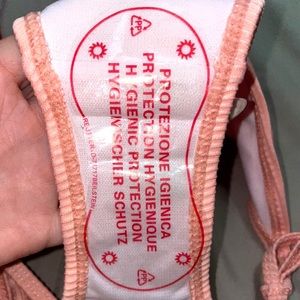 PROTEZIONE IGIENICA
PROTECTION HYGIENIQUE
HYGIENIC PROTECTION
HYGIENISCHER SCHUTZ